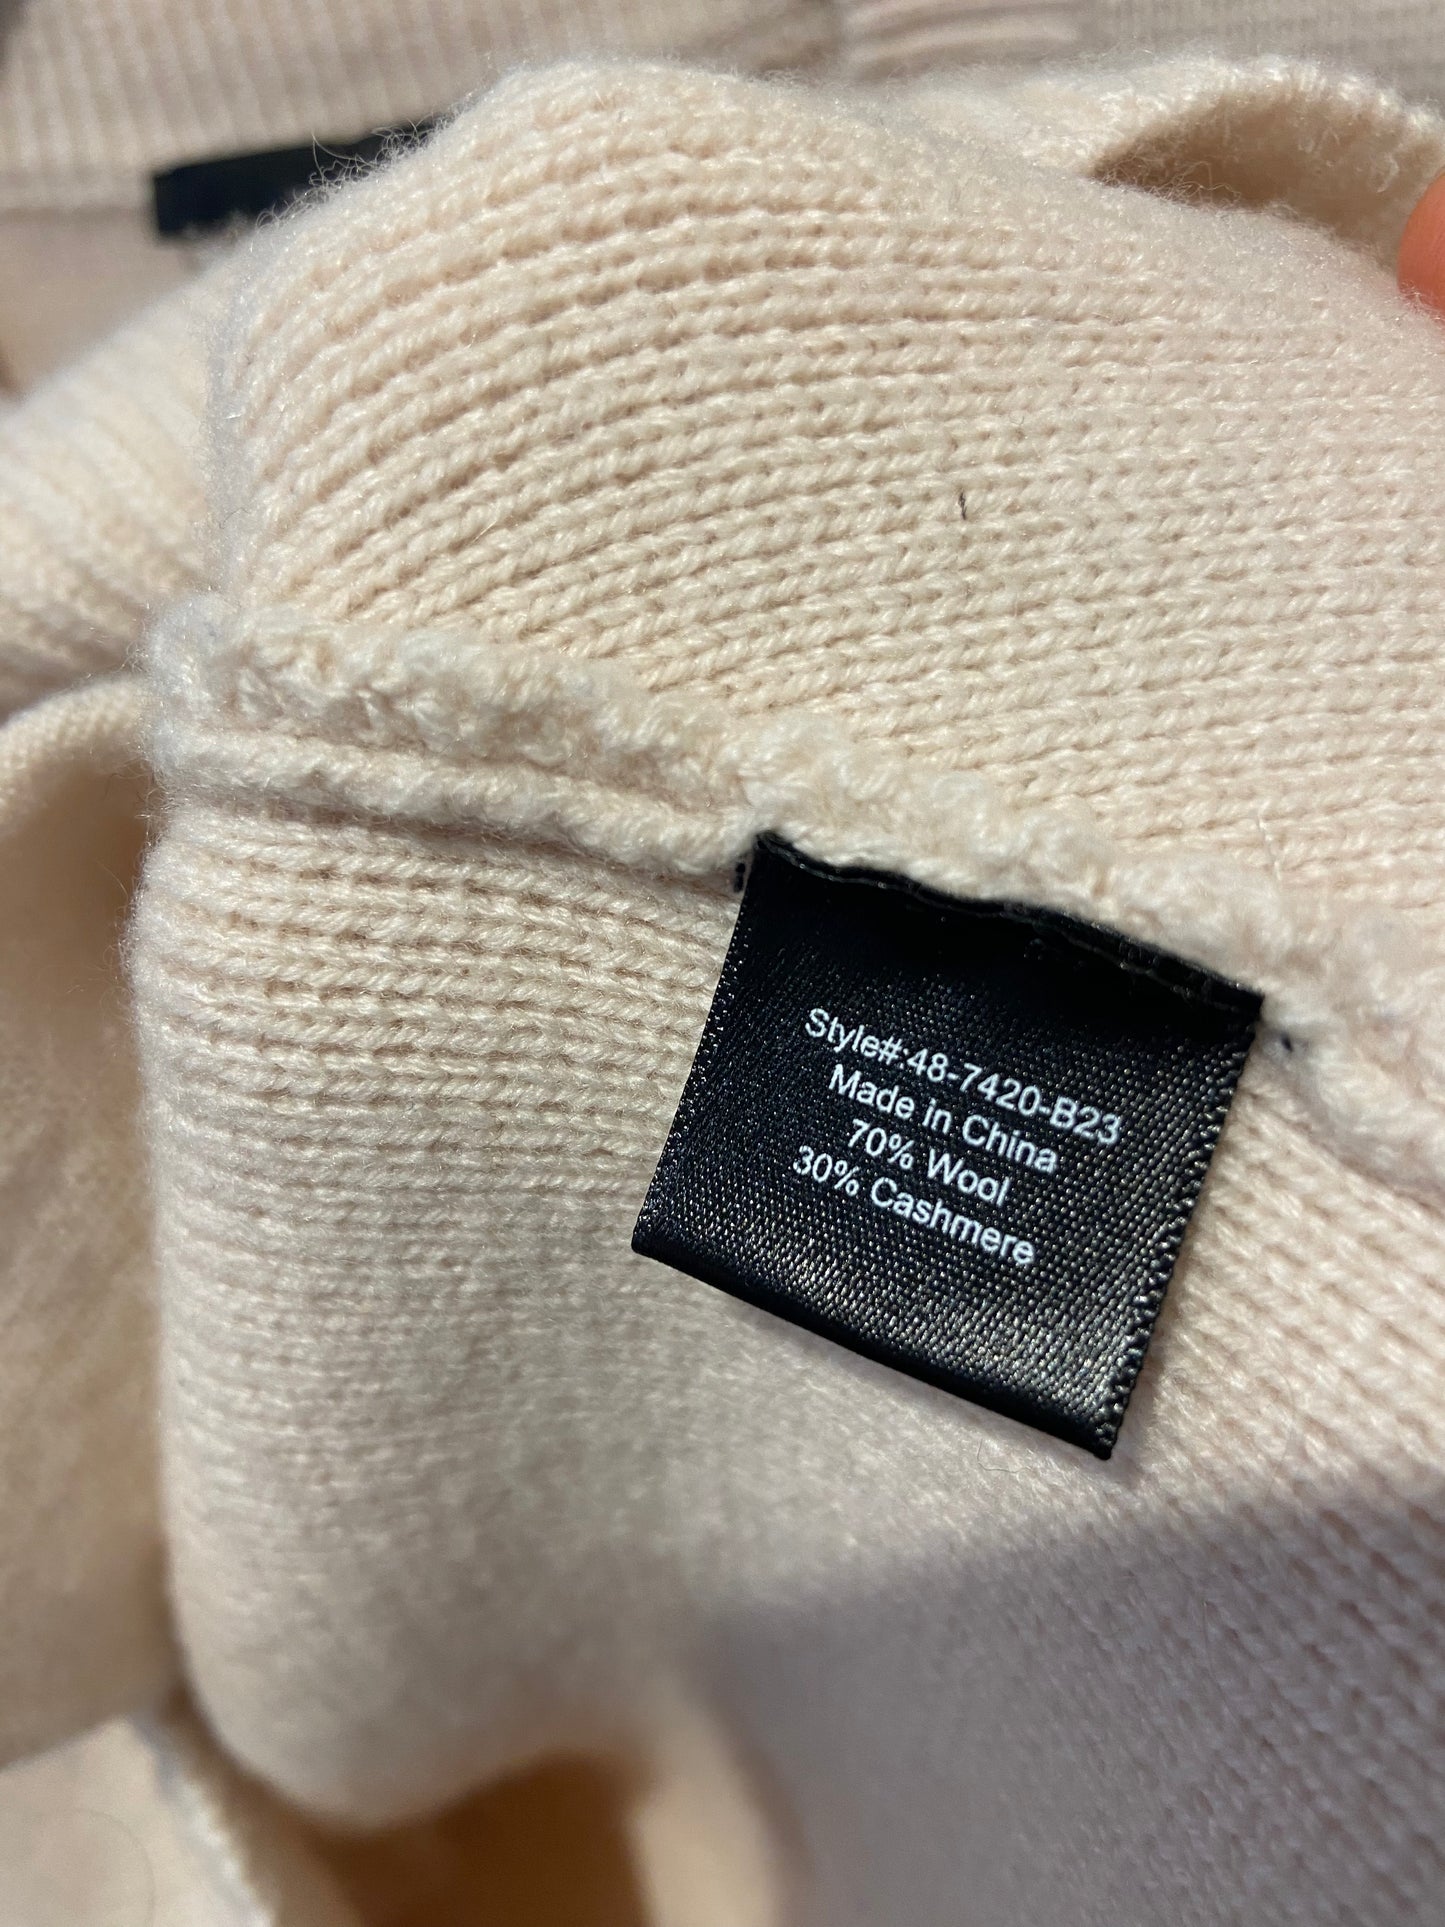 Style#:48-7420-B23
Made in China
70% Wool
30% Cashmere